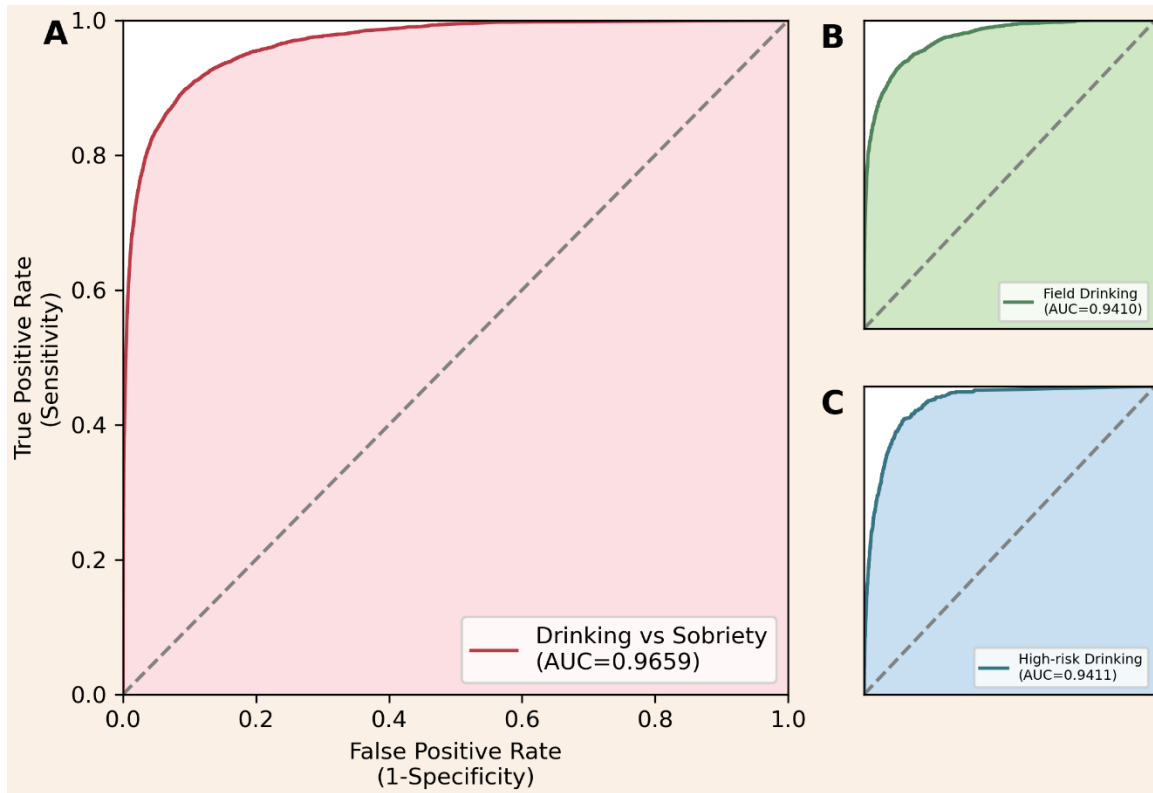 A
1.0
0.8
0.6
0.4
0.2
0.0
True Positive Rate
(Sensitivity)
Drinking vs Sobriety
(AUC=0.9659)
0.0 0.2 0.4 0.6 0.8 1.0
False Positive Rate
(1-Specificity)
B
Field Drinking
(AUC=0.9410)
C
High-risk Drinking
(AUC=0.9411)